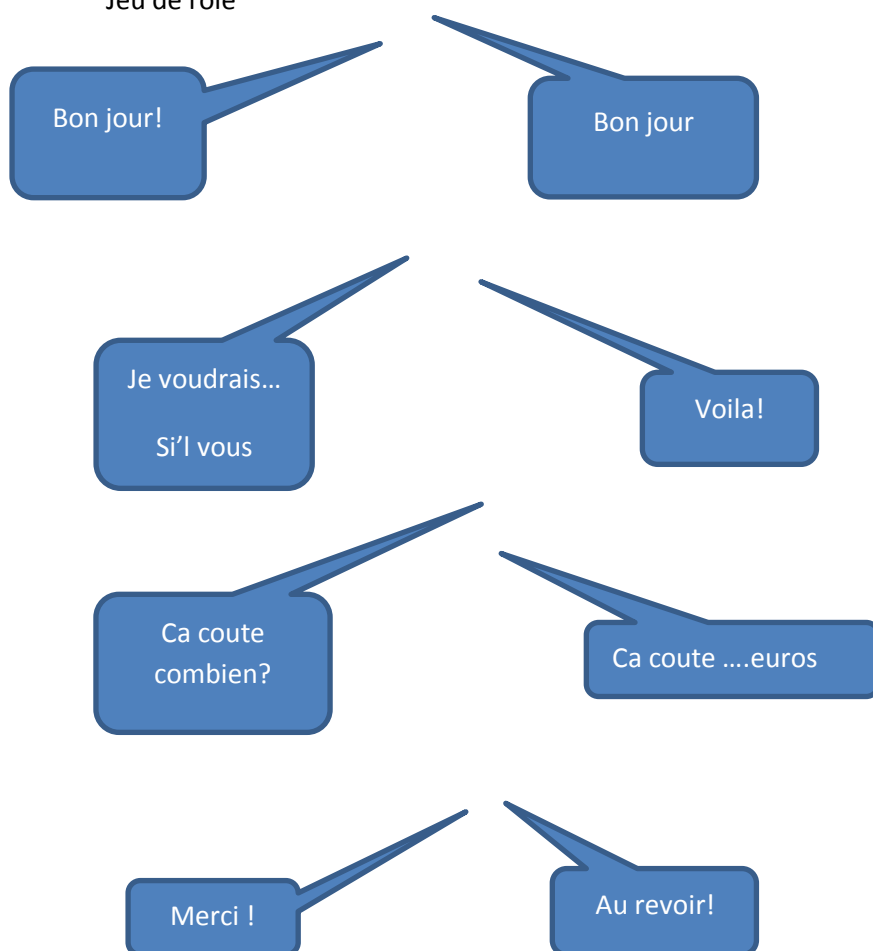 Jeu de rôle
Bon jour!
Bon jour
Je voudrais…
Si’l vous
Voila!
Ca coute
combien?
Ca coute ….euros
Merci !
Au revoir!